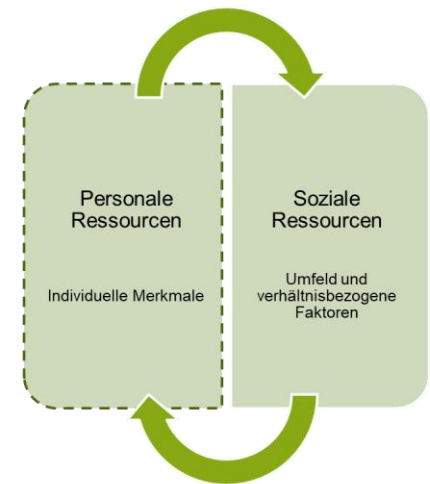 Personale
Ressourcen
Individuelle Merkmale
Soziale
Ressourcen
Umfeld und
verhältnisbezogene
Faktoren